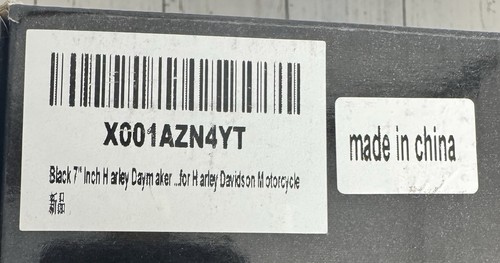 X001AZN4YT
Black 7" Inch Harley Daymaker ...for Harley Davidson Motorcycle
新品
made in china